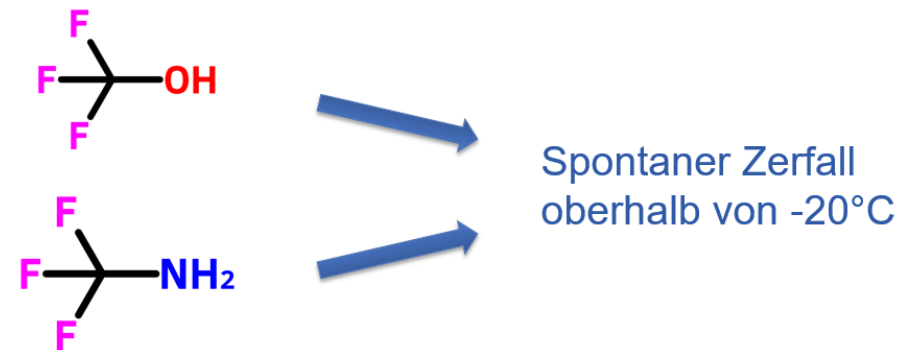 F
F
OH
F
Spontaner Zerfall
oberhalb von -20°C
F
F
NH₂
F